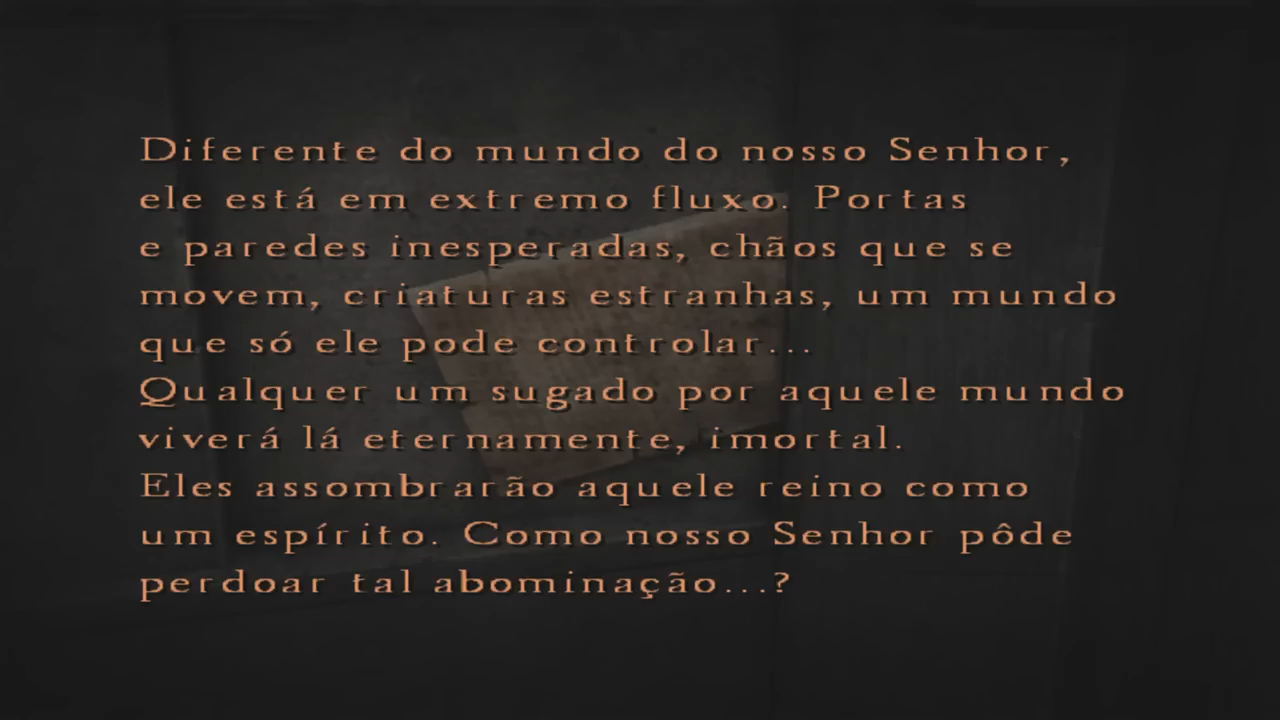 Diferente do mundo do nosso Senhor,
ele está em extremo fluxo. Portas
e paredes inesperadas, chãos que se
movem, criaturas estranhas, um mundo
que só ele pode controlar...
Qualquer um sugado por aquele mundo
viverá lá eternamente, imortal.
Eles assombrarão aquele reino como
um espírito. Como nosso Senhor pôde
perdoar tal abominação...?